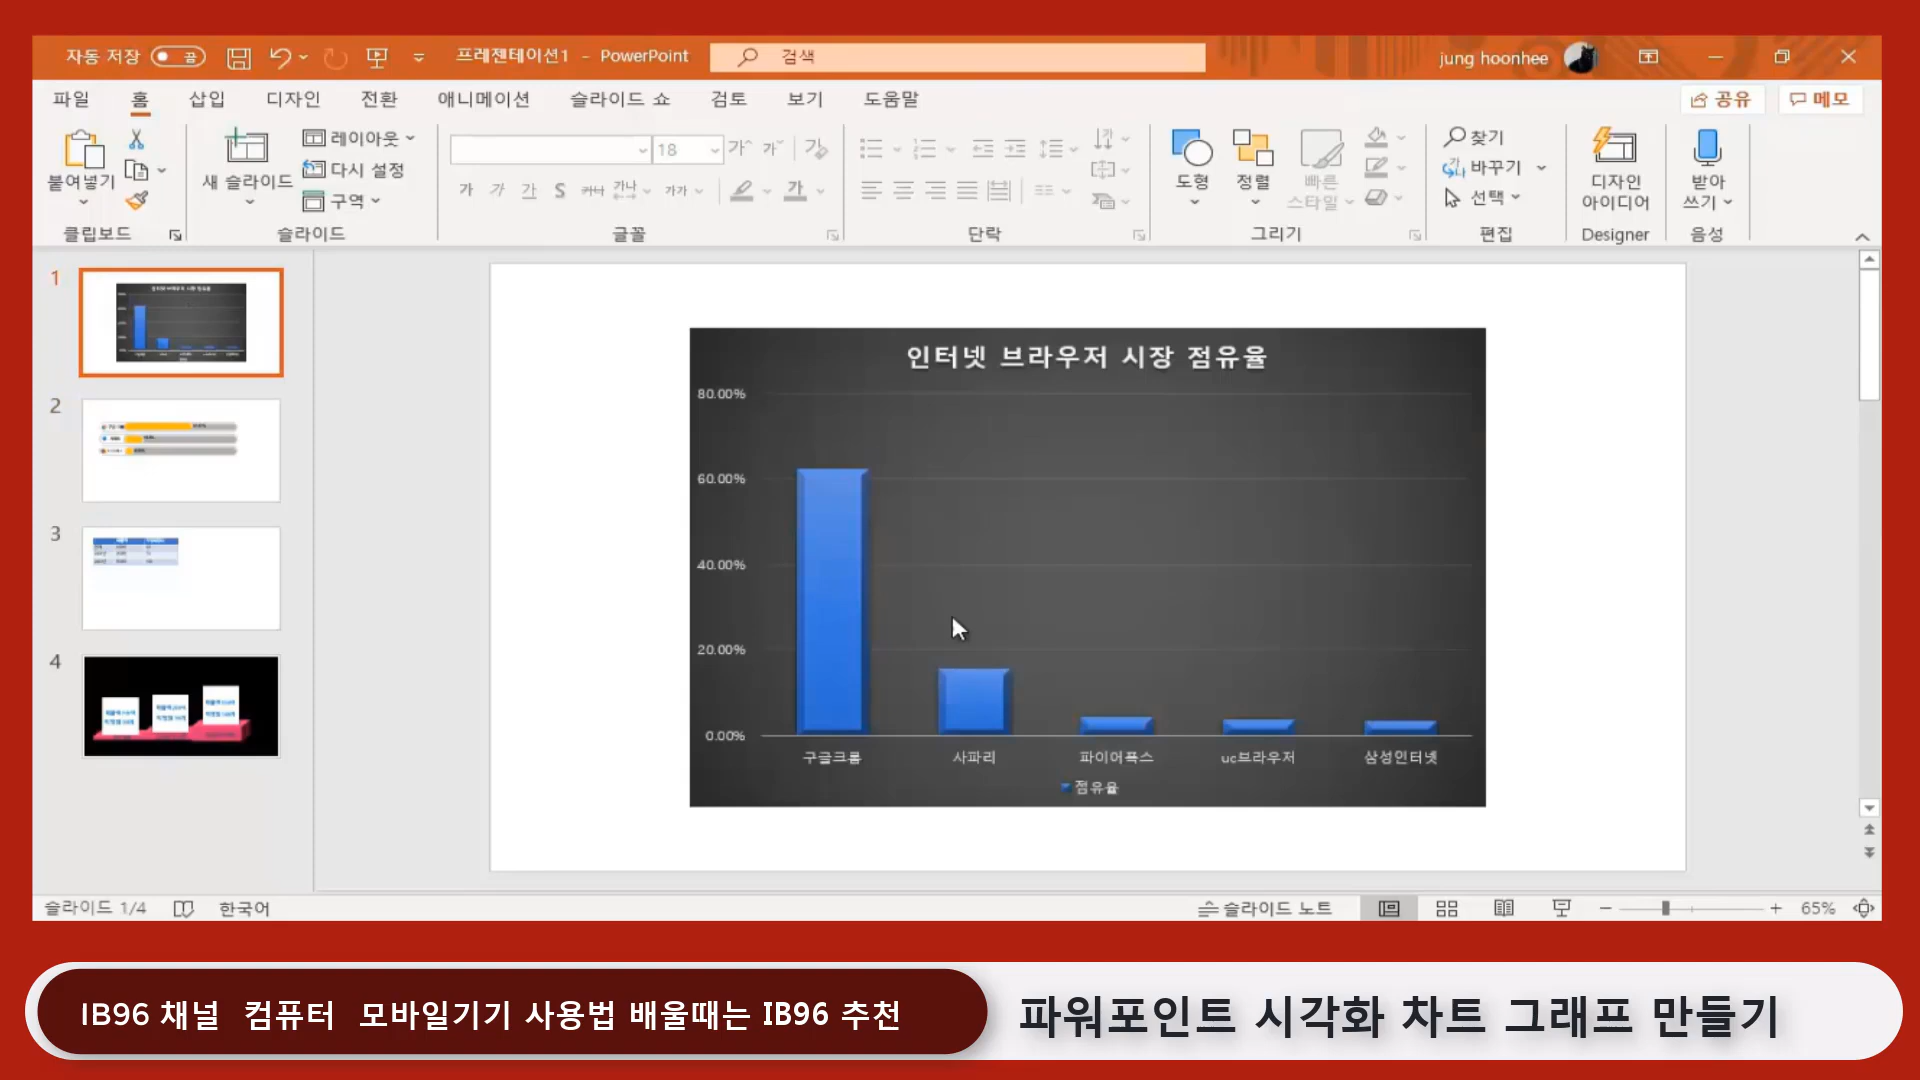 자동 저장 끔 프레젠테이션1 - PowerPoint 검색 jung hoonhee
파일 홈 삽입 디자인 전환 애니메이션 슬라이드 쇼 검토 보기 도움말 공유 메모
붙여넣기
새 슬라이드
레이아웃
다시 설정
구역
18
가 가 가 S
도형 정렬 빠른 스타일
찾기
바꾸기
선택
디자인 아이디어
받아쓰기
클립보드 슬라이드 글꼴 단락 그리기 편집 Designer 음성
1
2
3
4
인터넷 브라우저 시장 점유율
80.00%
60.00%
40.00%
20.00%
0.00%
구글크롬 사파리 파이어폭스 uc브라우저 삼성인터넷
점유율
슬라이드 1/4 한국어 슬라이드 노트 65%
IB96 채널 컴퓨터 모바일기기 사용법 배울때는 IB96 추천
파워포인트 시각화 차트 그래프 만들기